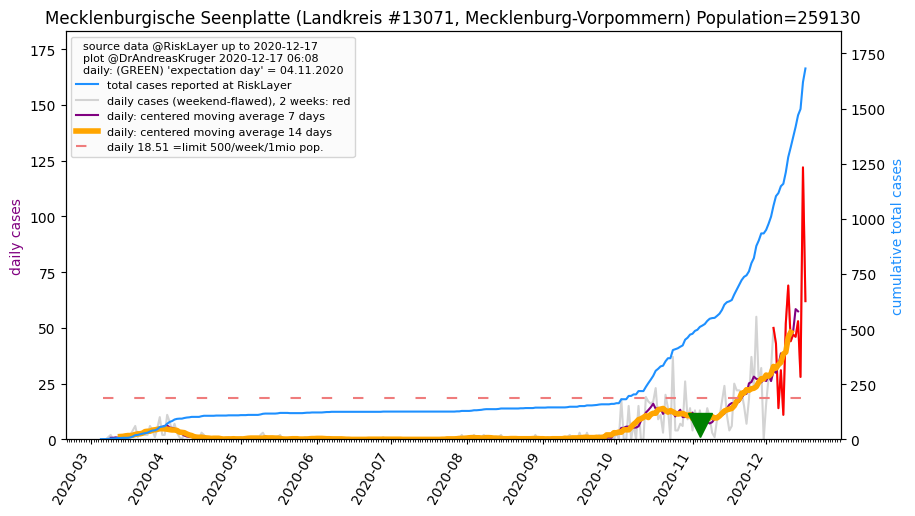 Mecklenburgische Seenplatte (Landkreis #13071, Mecklenburg-Vorpommern) Population=259130
source data @RiskLayer up to 2020-12-17
plot @DrAndreasKruger 2020-12-17 06:08
daily: (GREEN) 'expectation day' = 04.11.2020
total cases reported at RiskLayer
daily cases (weekend-flawed), 2 weeks: red
daily: centered moving average 7 days
daily: centered moving average 14 days
daily 18.51 =limit 500/week/1mio pop.
daily cases
175
150
125
100
75
50
25
0
cumulative total cases
1750
1500
1250
1000
750
500
250
0
2020-03
2020-04
2020-05
2020-06
2020-07
2020-08
2020-09
2020-10
2020-11
2020-12